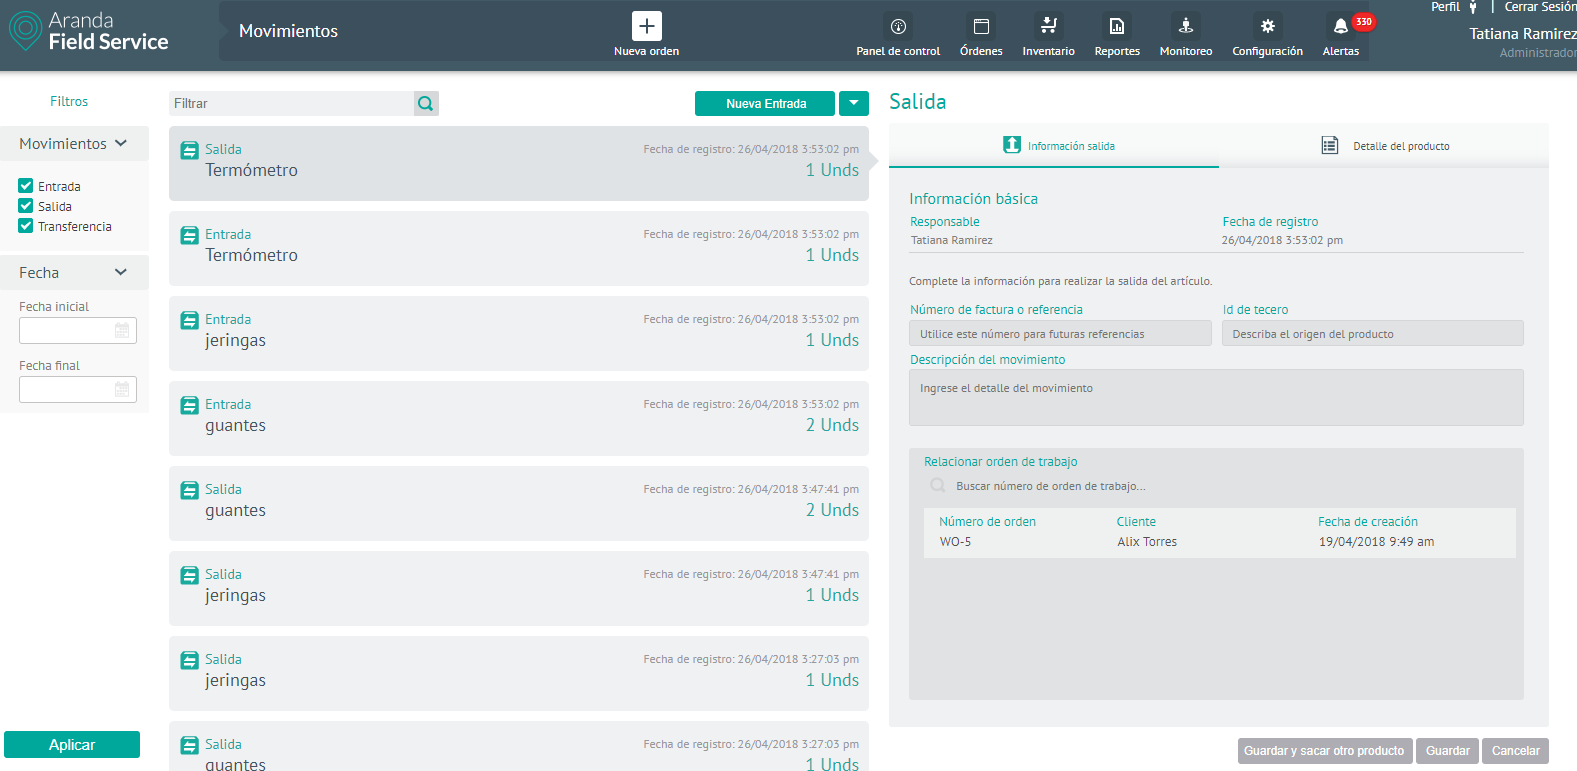 Aranda
Field Service
Movimientos
Nueva orden
Panel de control
Órdenes
Inventario
Reportes
Monitoreo
Configuración
Alertas
330
Perfil
Cerrar Sesión
Tatiana Ramirez
Administrador
Filtros
Movimientos
Entrada
Salida
Transferencia
Fecha
Fecha inicial
Fecha final
Aplicar
Filtrar
Nueva Entrada
Salida Fecha de registro: 26/04/2018 3:53:02 pm
Termómetro 1 Unds
Entrada Fecha de registro: 26/04/2018 3:53:02 pm
Termómetro 1 Unds
Entrada Fecha de registro: 26/04/2018 3:53:02 pm
jeringas 1 Unds
Entrada Fecha de registro: 26/04/2018 3:53:02 pm
guantes 2 Unds
Salida Fecha de registro: 26/04/2018 3:47:41 pm
guantes 2 Unds
Salida Fecha de registro: 26/04/2018 3:47:41 pm
jeringas 1 Unds
Salida Fecha de registro: 26/04/2018 3:27:03 pm
jeringas 1 Unds
Salida Fecha de registro: 26/04/2018 3:27:03 pm
guantes 1 Unds
Salida
Información salida
Detalle del producto
Información básica
Responsable Fecha de registro
Tatiana Ramirez 26/04/2018 3:53:02 pm
Complete la información para realizar la salida del artículo.
Número de factura o referencia Id de tecero
Utilice este número para futuras referencias Describa el origen del producto
Descripción del movimiento
Ingrese el detalle del movimiento
Relacionar orden de trabajo
Buscar número de orden de trabajo...
Número de orden Cliente Fecha de creación
WO-5 Alix Torres 19/04/2018 9:49 am
Guardar y sacar otro producto Guardar Cancelar